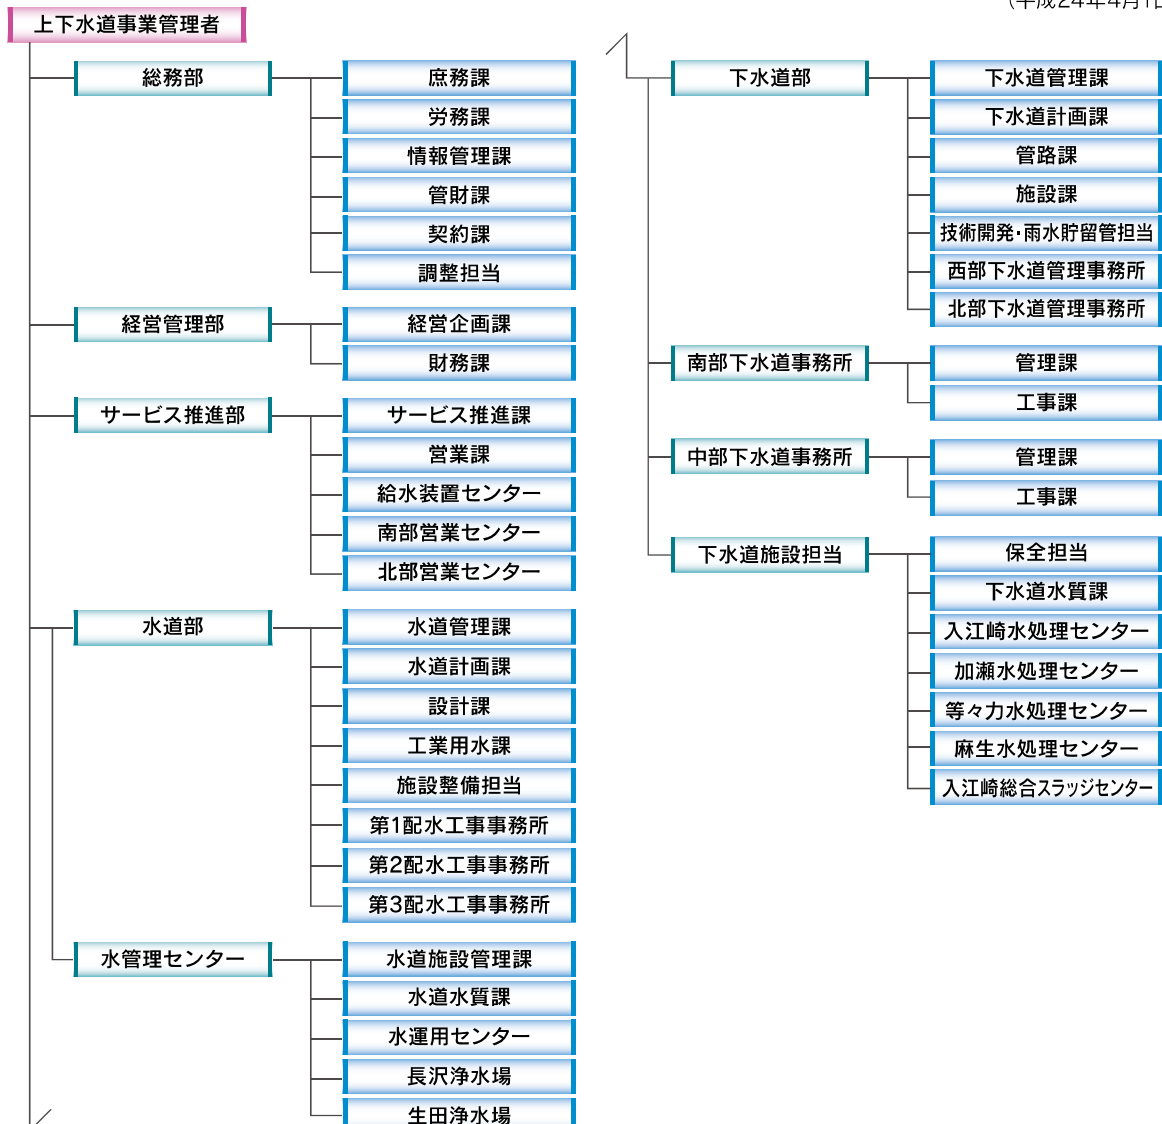 (平成24年4月1日
上下水道事業管理者
総務部
庶務課
労務課
情報管理課
管財課
契約課
調整担当
経営管理部
経営企画課
財務課
サービス推進部
サービス推進課
営業課
給水装置センター
南部営業センター
北部営業センター
水道部
水道管理課
水道計画課
設計課
工業用水課
施設整備担当
第1配水工事事務所
第2配水工事事務所
第3配水工事事務所
水管理センター
水道施設管理課
水道水質課
水運用センター
長沢浄水場
生田浄水場
下水道部
下水道管理課
下水道計画課
管路課
施設課
技術開発・雨水貯留管担当
西部下水道管理事務所
北部下水道管理事務所
南部下水道事務所
管理課
工事課
中部下水道事務所
管理課
工事課
下水道施設担当
保全担当
下水道水質課
入江崎水処理センター
加瀬水処理センター
等々力水処理センター
麻生水処理センター
入江崎総合スラッジセンター